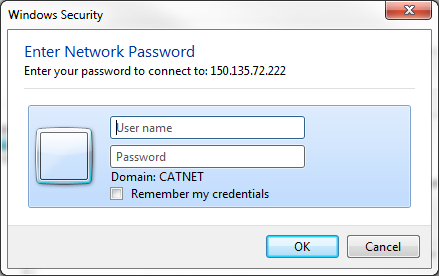 Windows Security
Enter Network Password
Enter your password to connect to: 150.135.72.222
User name
Password
Domain: CATNET
Remember my credentials
OK
Cancel